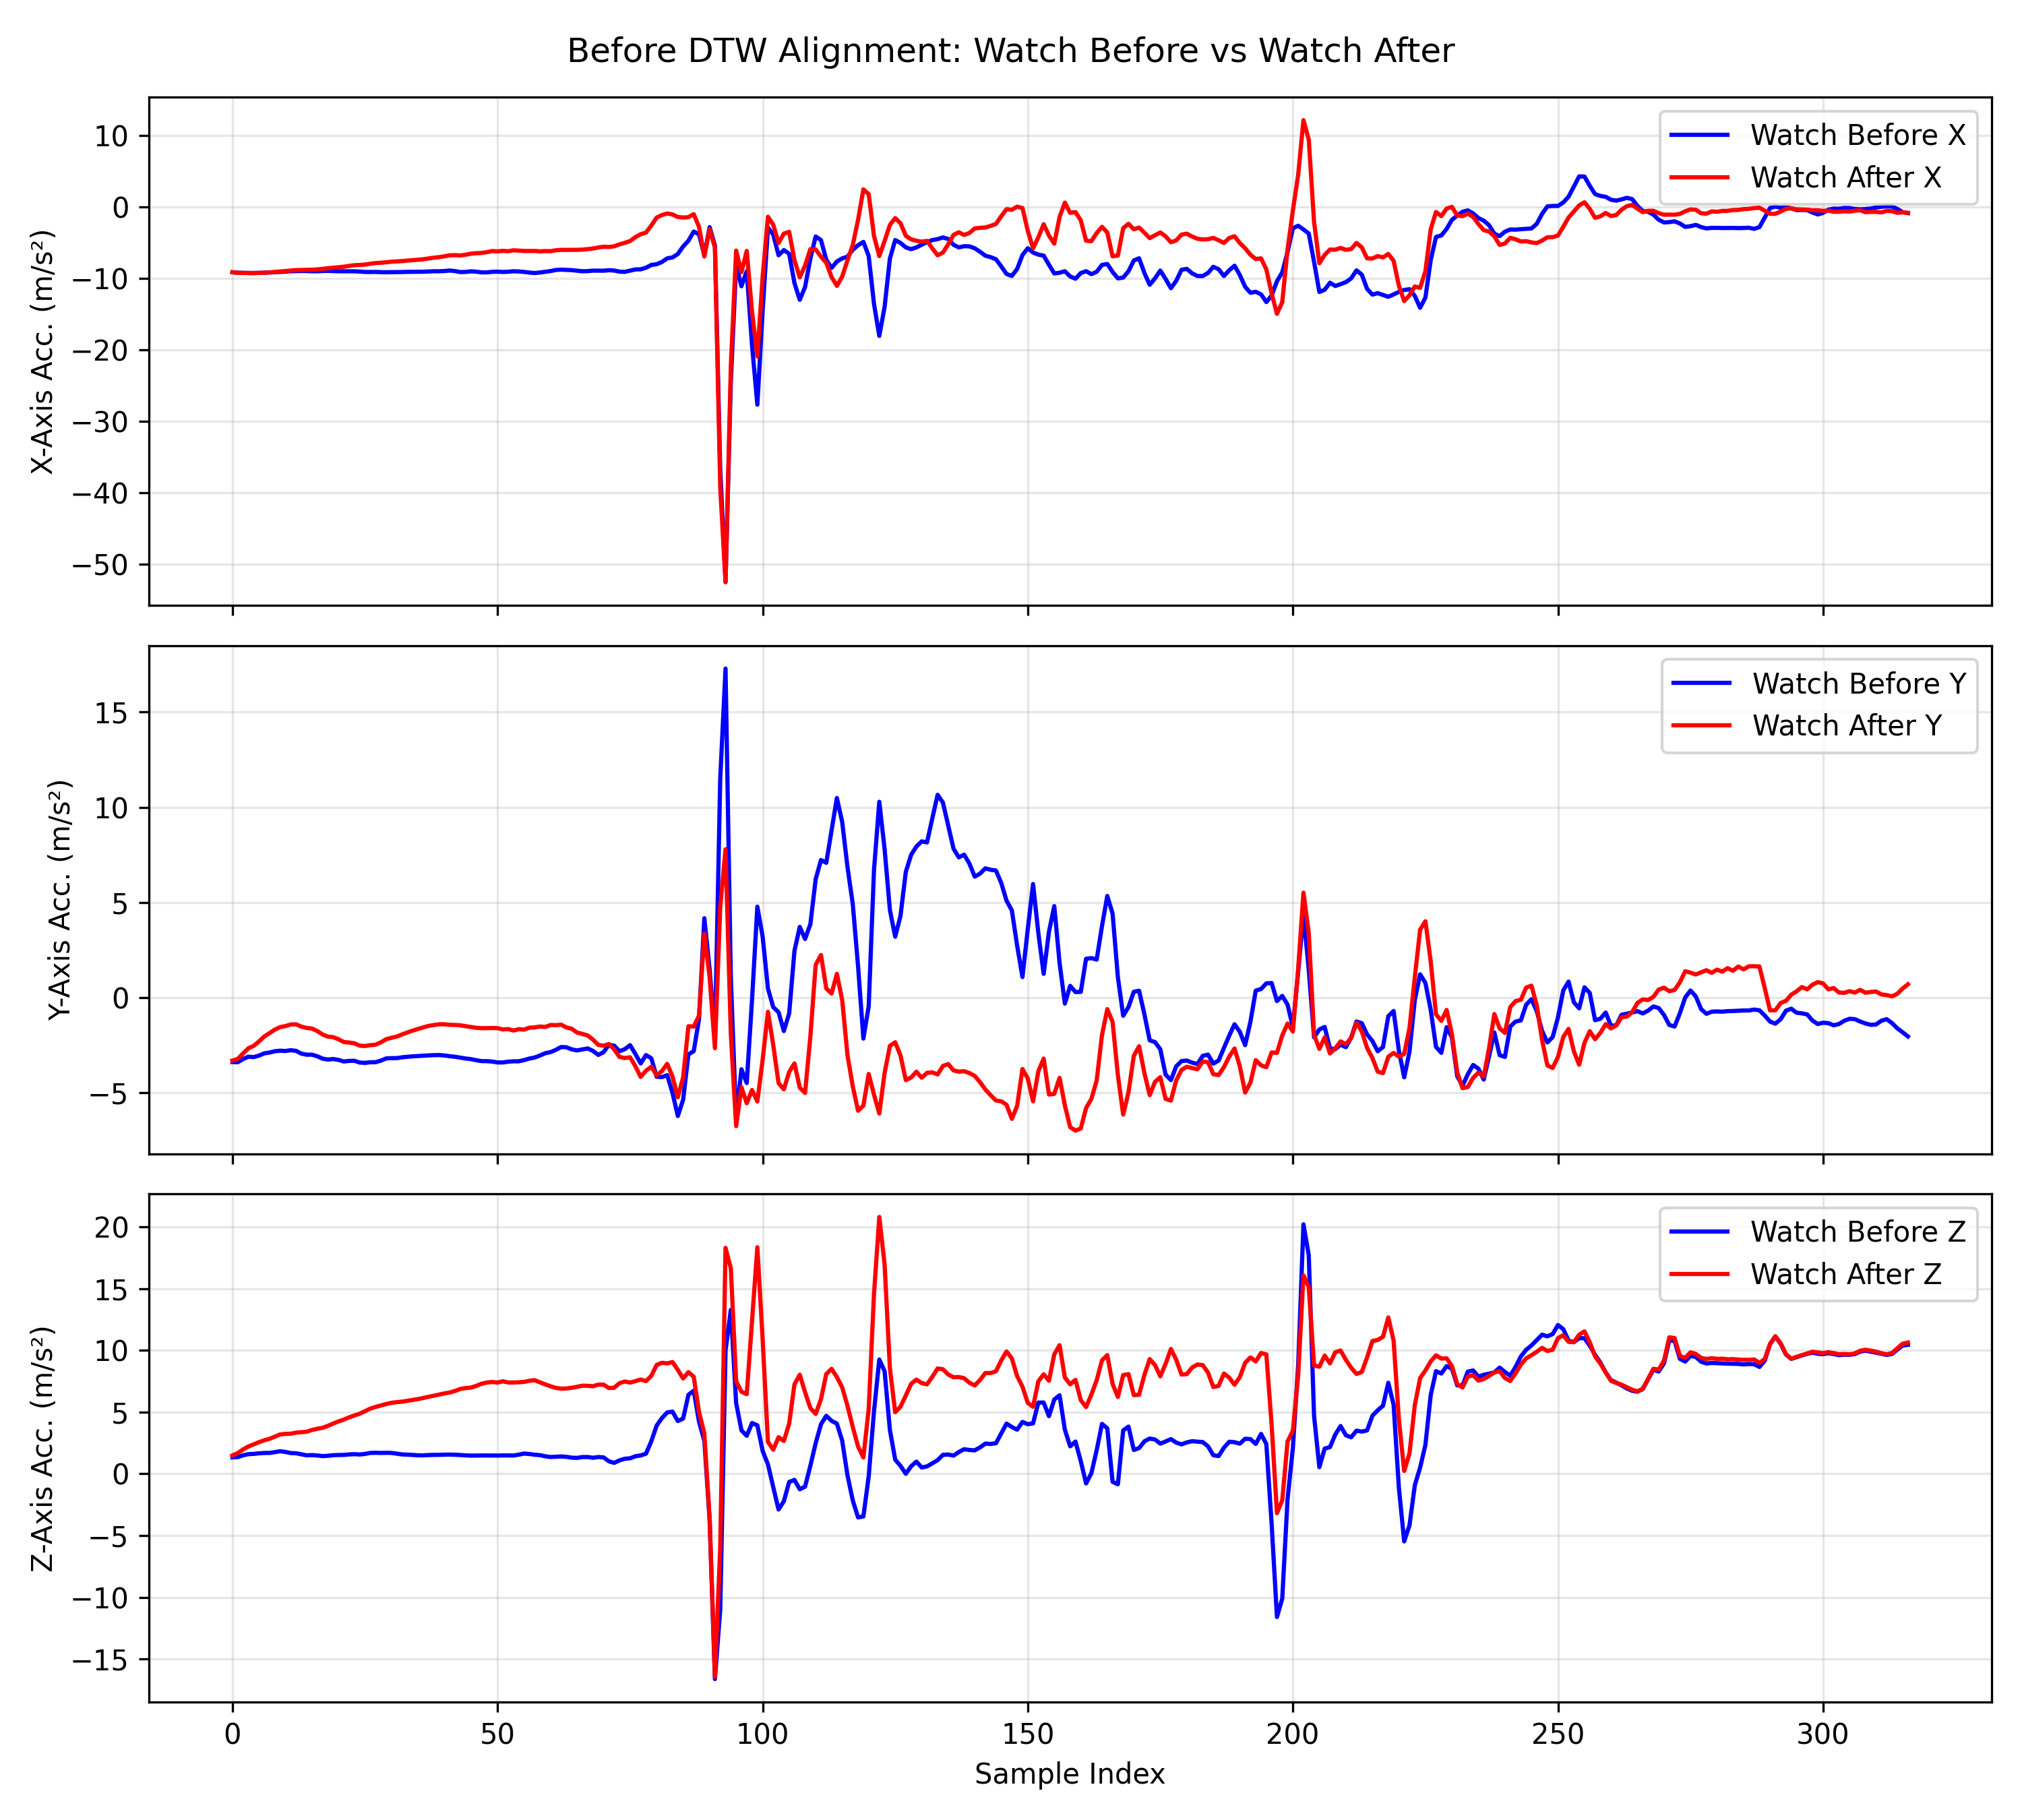 Before DTW Alignment: Watch Before vs Watch After
10
0
−10
−20
−30
−40
−50
X-Axis Acc. (m/s²)
Watch Before X
Watch After X
15
10
5
0
−5
Y-Axis Acc. (m/s²)
Watch Before Y
Watch After Y
20
15
10
5
0
−5
−10
−15
Z-Axis Acc. (m/s²)
Watch Before Z
Watch After Z
0 50 100 150 200 250 300
Sample Index